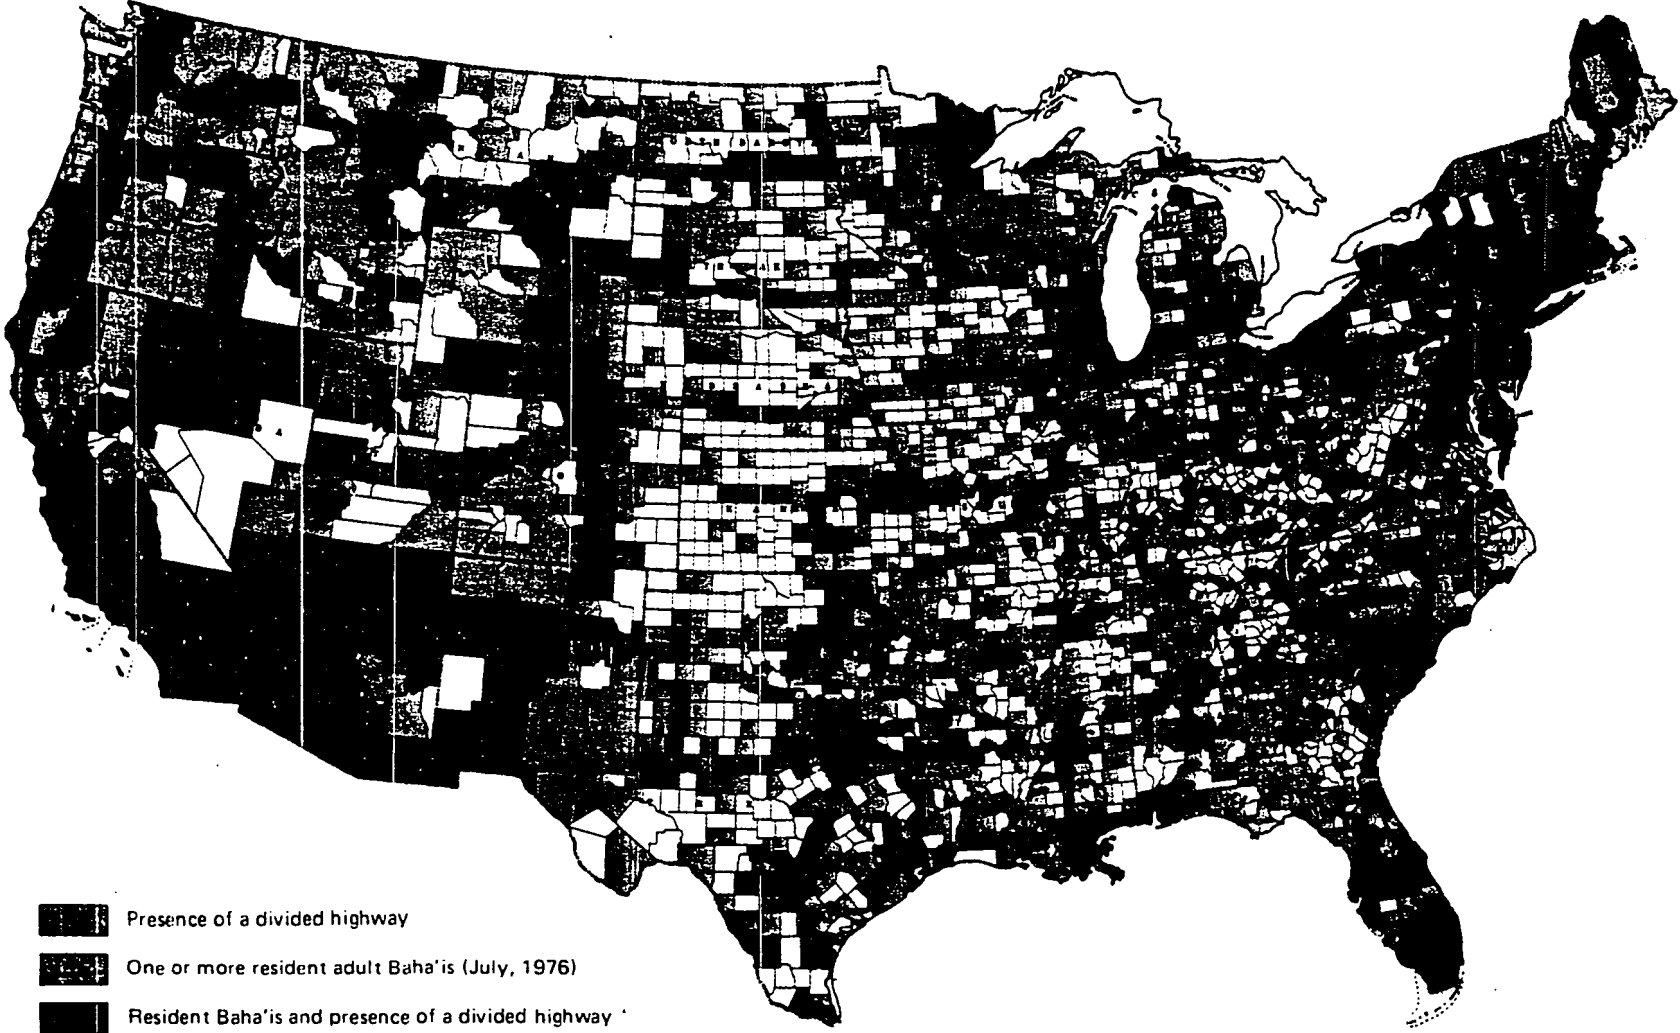 Presence of a divided highway
One or more resident adult Baha'is (July, 1976)
Resident Baha'is and presence of a divided highway